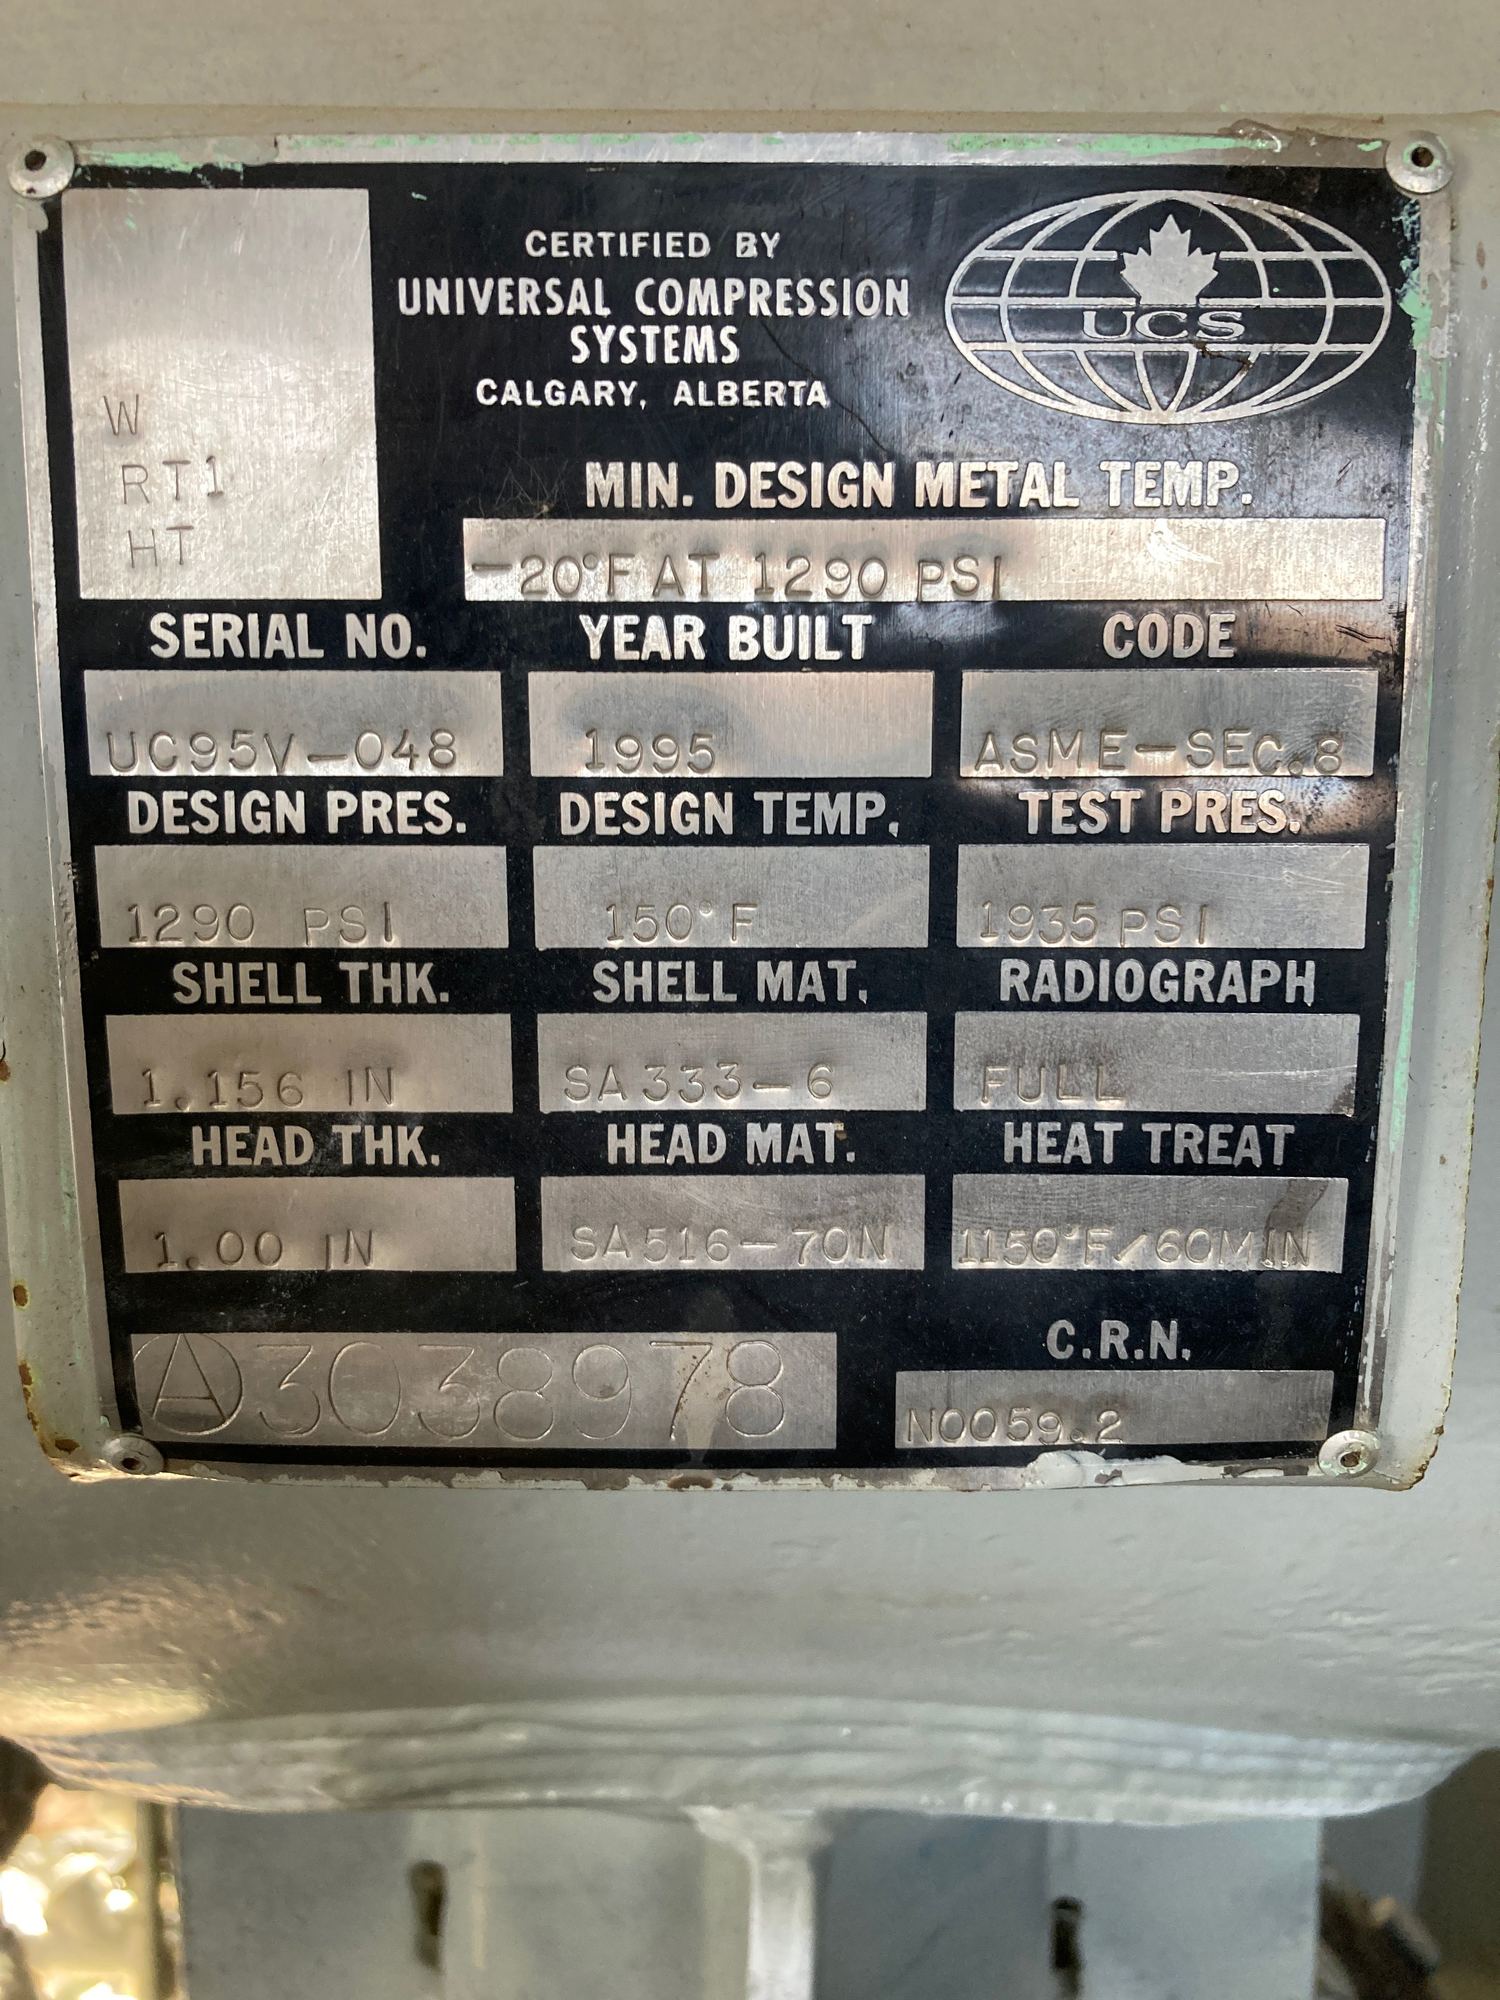 CERTIFIED BY
UNIVERSAL COMPRESSION
SYSTEMS
CALGARY, ALBERTA
UCS
W
RT1
HT
MIN. DESIGN METAL TEMP.
-20°F AT 1290 PSI
SERIAL NO. YEAR BUILT CODE
UC95V-048 1995 ASME-SEC.8
DESIGN PRES. DESIGN TEMP. TEST PRES.
1290 PSI 150°F 1935 PSI
SHELL THK. SHELL MAT. RADIOGRAPH
1.156 IN SA333-6 FULL
HEAD THK. HEAD MAT. HEAT TREAT
1.00 IN SA516-70N 1150°F/60MIN
C.R.N.
Ⓐ3038978 N0059.2